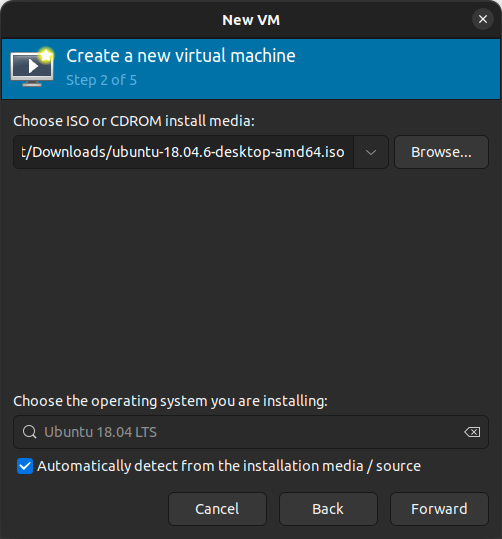 New VM
Create a new virtual machine
Step 2 of 5
Choose ISO or CDROM install media:
t/Downloads/ubuntu-18.04.6-desktop-amd64.iso
Browse...
Choose the operating system you are installing:
Ubuntu 18.04 LTS
Automatically detect from the installation media / source
Cancel
Back
Forward